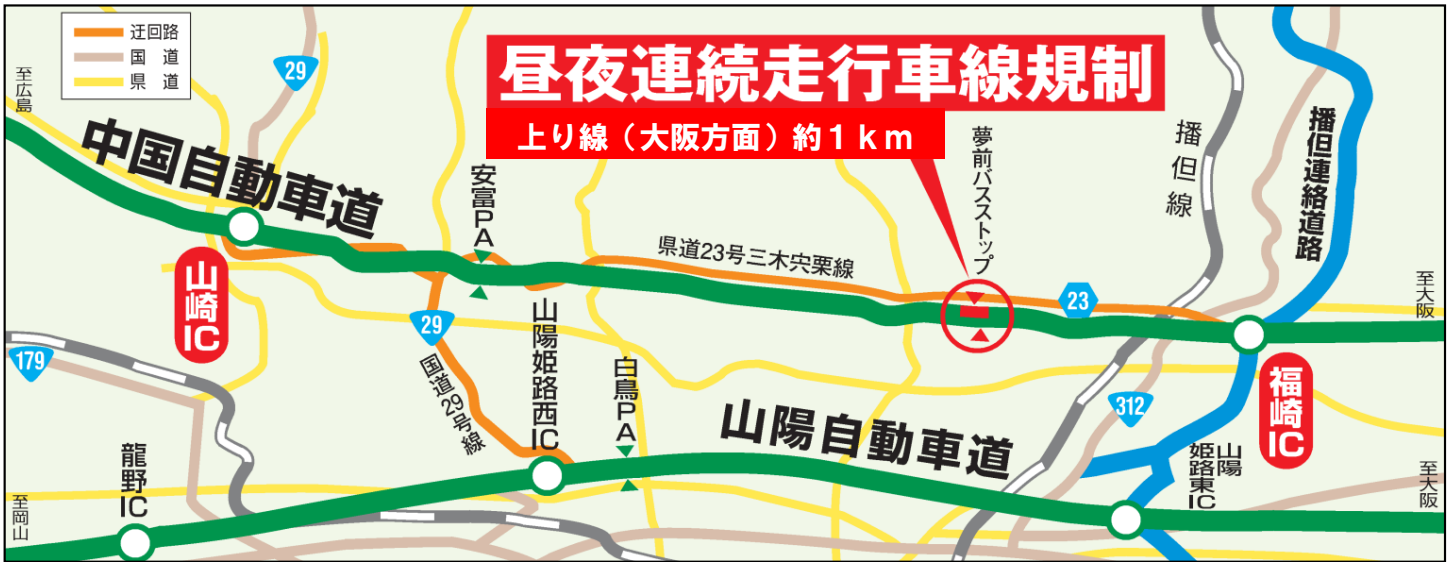 迂回路
国道
県道
29
至広島
昼夜連続走行車線規制
上り線（大阪方面）約1km
中国自動車道
安富PA
夢前バスストップ
播但線
播但連絡道路
県道23号三木宍粟線
23
至大阪
山崎IC
29
国道29号線
山陽姫路西IC
白鳥PA
179
山陽自動車道
312
福崎IC
山陽
姫路東IC
龍野IC
至岡山
至大阪